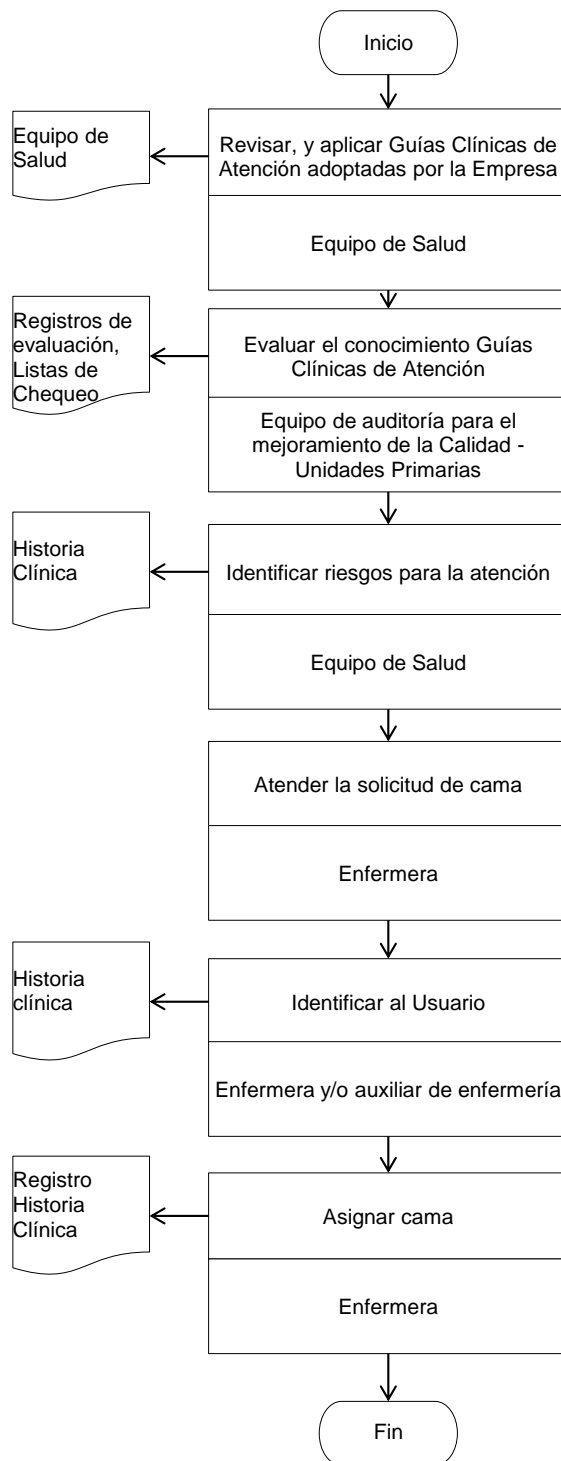 Inicio
Equipo de
Salud
Revisar, y aplicar Guías Clínicas de
Atención adoptadas por la Empresa
Equipo de Salud
Registros de
evaluación,
Listas de
Chequeo
Evaluar el conocimiento Guías
Clínicas de Atención
Equipo de auditoría para el
mejoramiento de la Calidad -
Unidades Primarias
Historia
Clínica
Identificar riesgos para la atención
Equipo de Salud
Atender la solicitud de cama
Enfermera
Historia
clínica
Identificar al Usuario
Enfermera y/o auxiliar de enfermería
Registro
Historia
Clínica
Asignar cama
Enfermera
Fin